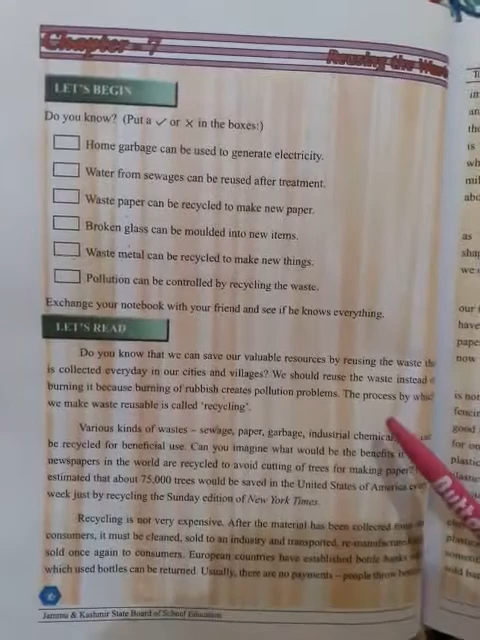 Chapter - 7
Reusing the
LET'S BEGIN
Do you know? (Put a ✓ or × in the boxes:)
Home garbage can be used to generate electricity.
Water from sewages can be reused after treatment.
Waste paper can be recycled to make new paper.
Broken glass can be moulded into new items.
Waste metal can be recycled to make new things.
Pollution can be controlled by recycling the waste.
Exchange your notebook with your friend and see if he knows everything.
LET'S READ
Do you know that we can save our valuable resources by reusing the waste
is collected everyday in our cities and villages? We should reuse the waste instead
burning it because burning of rubbish creates pollution problems. The process by
we make waste reusable is called 'recycling'.
Various kinds of wastes – sewage, paper, garbage, industrial
be recycled for beneficial use. Can you imagine what would be the benefits
newspapers in the world are recycled to avoid cutting of trees for making paper?
estimated that about 75,000 trees would be saved in the United States of America
week just by recycling the Sunday edition of New York Times.
Recycling is not very expensive. After the material has been collected
consumers, it must be cleaned, sold to an industry and transported,
sold once again to consumers. European countries have established bottle banks
which used bottles can be returned. Usually, there are no payments – people throw
Jammu & Kashmir State Board of School Education
as
we
our
have
now
is not
good
for on